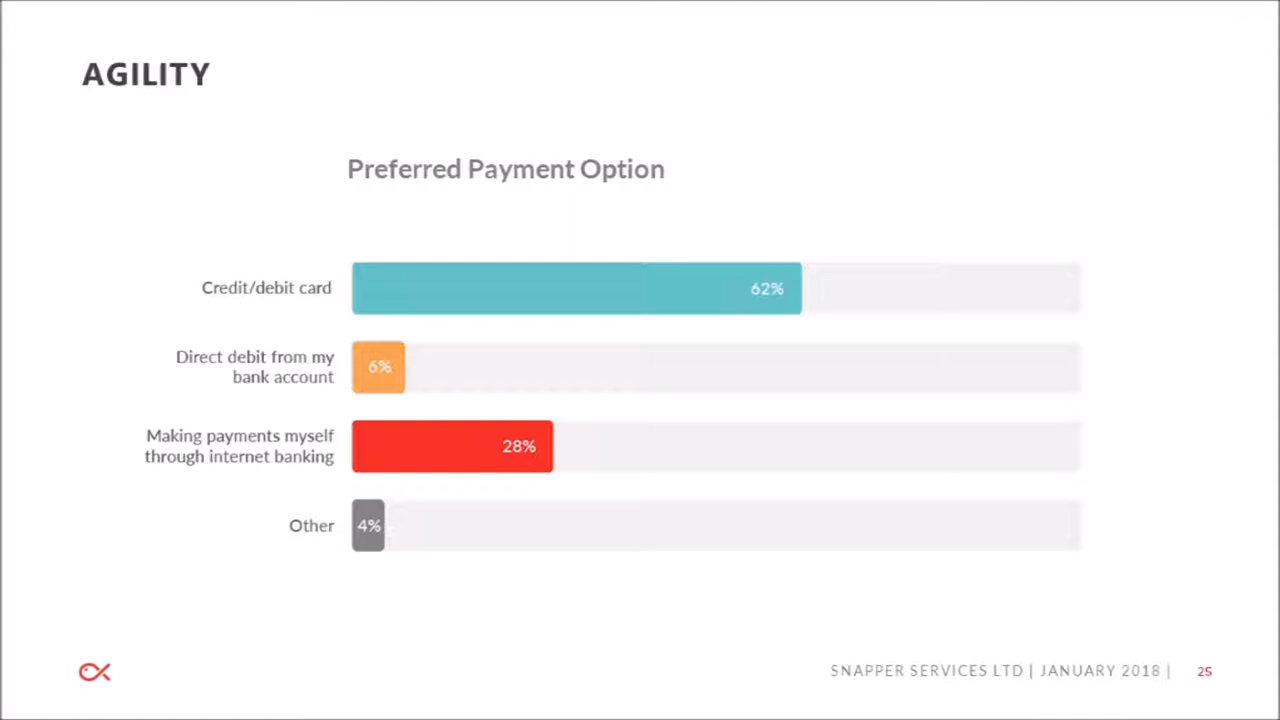 AGILITY
Preferred Payment Option
Credit/debit card
62%
Direct debit from my
bank account
6%
Making payments myself
through internet banking
28%
Other
4%
SNAPPER SERVICES LTD | JANUARY 2018 | 25